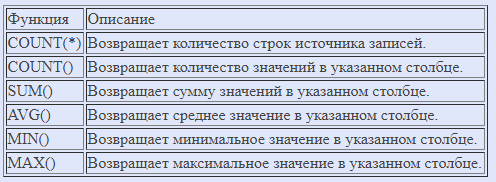 Функция Описание
COUNT(*) Возвращает количество строк источника записей.
COUNT() Возвращает количество значений в указанном столбце.
SUM() Возвращает сумму значений в указанном столбце.
AVG() Возвращает среднее значение в указанном столбце.
MIN() Возвращает минимальное значение в указанном столбце.
MAX() Возвращает максимальное значение в указанном столбце.